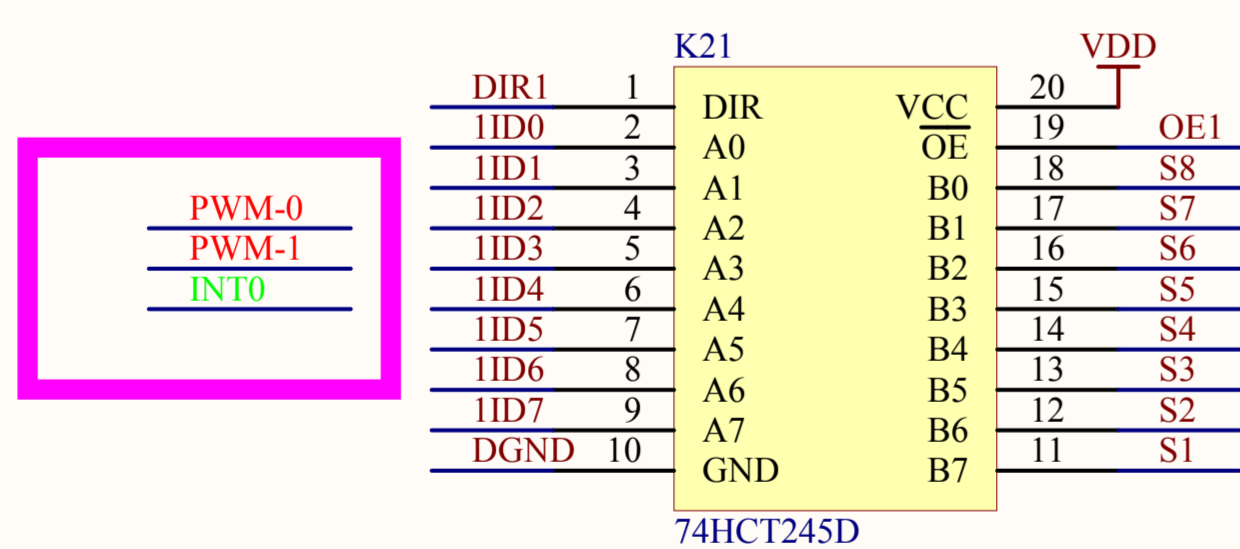 K21
VDD
DIR1 1 DIR VCC 20
1ID0 2 A0 OE 19 OE1
1ID1 3 A1 B0 18 S8
PWM-0 1ID2 4 A2 B1 17 S7
PWM-1 1ID3 5 A3 B2 16 S6
INT0 1ID4 6 A4 B3 15 S5
1ID5 7 A5 B4 14 S4
1ID6 8 A6 B5 13 S3
1ID7 9 A7 B6 12 S2
DGND 10 GND B7 11 S1
74HCT245D